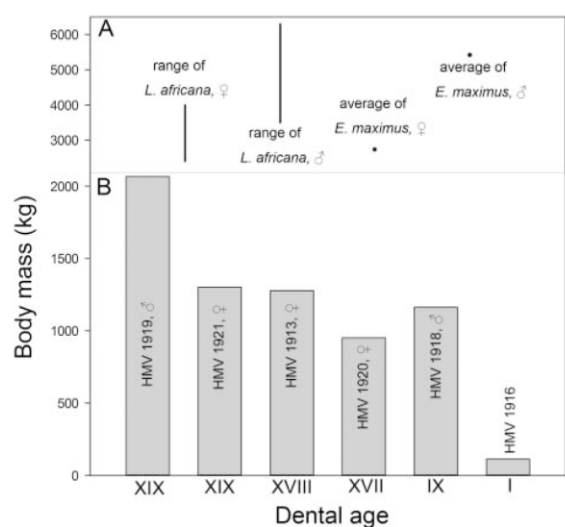 A
6000
5000
4000
3000
range of
L. africana, ♀
range of
L. africana, ♂
average of
E. maximus, ♀
average of
E. maximus, ♂
B
2000
1500
1000
500
0
Body mass (kg)
HMV 1919, ♂
HMV 1921, ♀
HMV 1913, ♀
HMV 1920, ♀
HMV 1918, ♂
HMV 1916
XIX XIX XVIII XVII IX I
Dental age